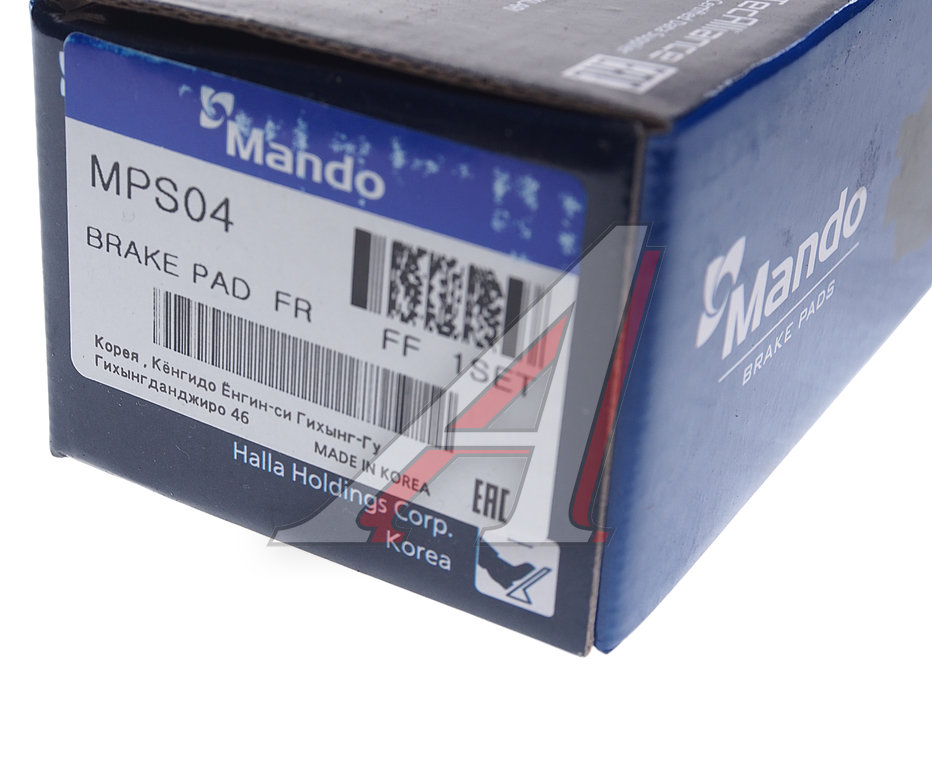 Mando
MPS04
BRAKE PAD FR
FF 1SET
Корея , Кёнгидо Ёнгин-си Гихынг-Гу
Гихынгданджиро 46
MADE IN KOREA
EAC
Halla Holdings Corp.
Korea
Mando
BRAKE PADS
TecAlliance